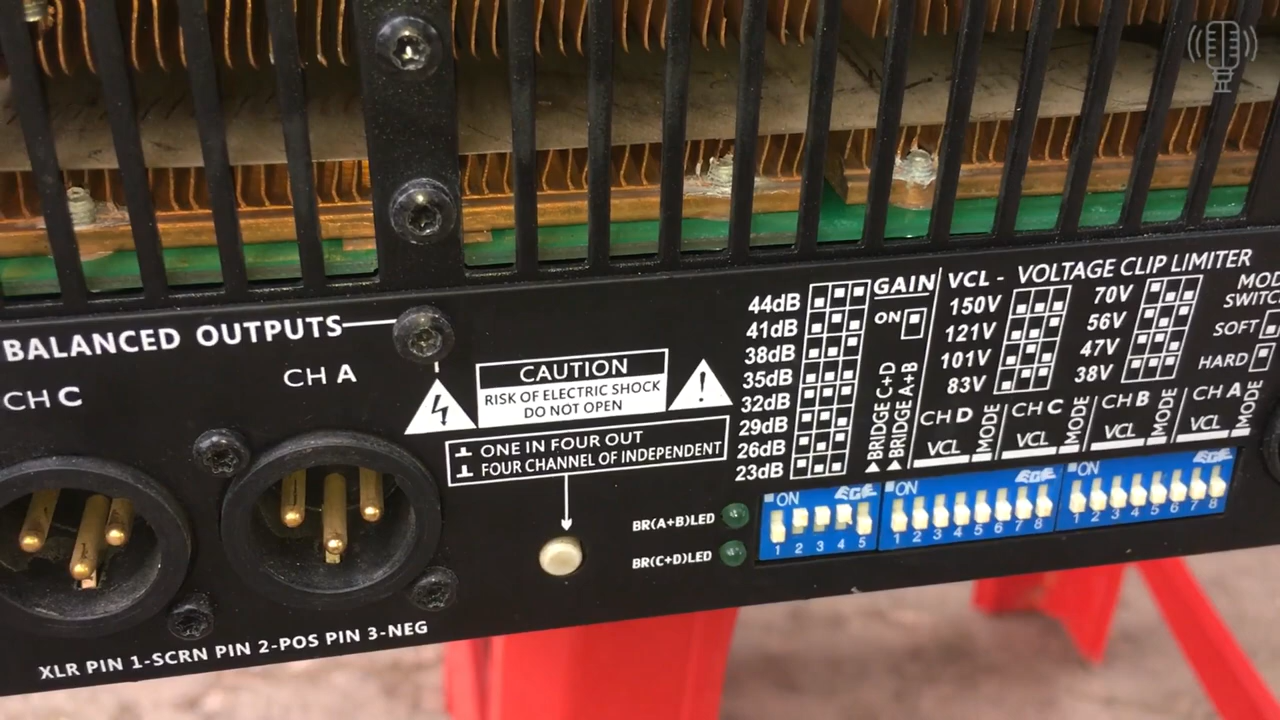 BALANCED OUTPUTS
CH C
CH A
CAUTION
RISK OF ELECTRIC SHOCK
DO NOT OPEN
ONE IN FOUR OUT
FOUR CHANNEL OF INDEPENDENT
XLR PIN 1-SCRN PIN 2-POS PIN 3-NEG
BR(A+B)LED
BR(C+D)LED
44dB
41dB
38dB
35dB
32dB
29dB
26dB
23dB
GAIN
ON
BRIDGE C+D
BRIDGE A+B
VCL - VOLTAGE CLIP LIMITER
150V
121V
101V
83V
70V
56V
47V
38V
SOFT
HARD
CH D
VCL
MODE
CH C
VCL
MODE
CH B
VCL
MODE
CH A
VCL
MODE
ON ECE
1 2 3 4 5
ON ECE
1 2 3 4 5 6 7 8
ON ECE
1 2 3 4 5 6 7 8